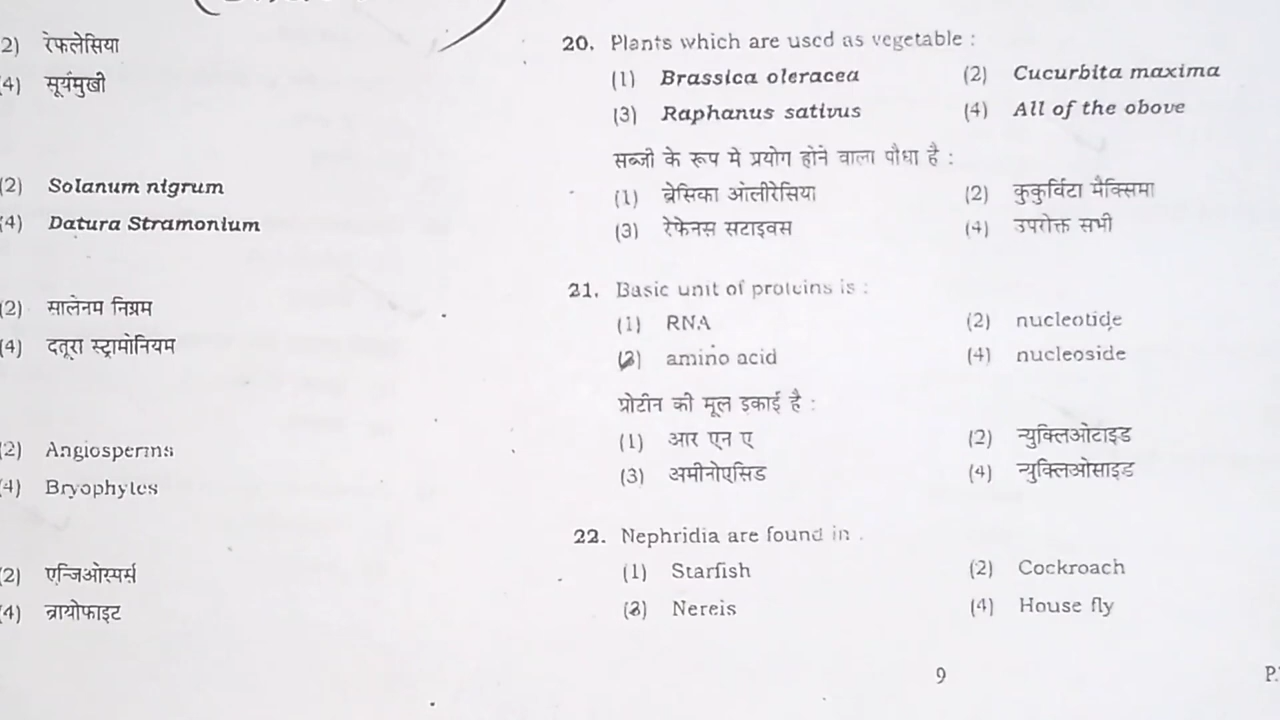 2) रेफलेसिया
4) सूर्यमुखी
(2) Solanum nigrum
(4) Datura Stramonium
(2) सालेनम निग्रम
(4) दतूरा स्ट्रामोनियम
(2) Angiosperms
(4) Bryophytes
(2) एन्जिओस्पर्स
(4) ब्रायोफाइट
20. Plants which are used as vegetable :
(1) Brassica oleracea (2) Cucurbita maxima
(3) Raphanus sativus (4) All of the obove
सब्जी के रूप मे प्रयोग होने वाला पौधा है :
(1) ब्रेसिका ओलीरेसिया (2) कुकुर्विटा मैक्सिमा
(3) रेफेनस सटाइवस (4) उपरोक्त सभी
21. Basic unit of proteins is :
(1) RNA (2) nucleotide
(3) amino acid (4) nucleoside
प्रोटीन की मूल इकाई है :
(1) आर एन ए (2) न्युक्लिओटाइड
(3) अमीनोएसिड (4) न्युक्लिओसाइड
22. Nephridia are found in :
(1) Starfish (2) Cockroach
(3) Nereis (4) House fly
9